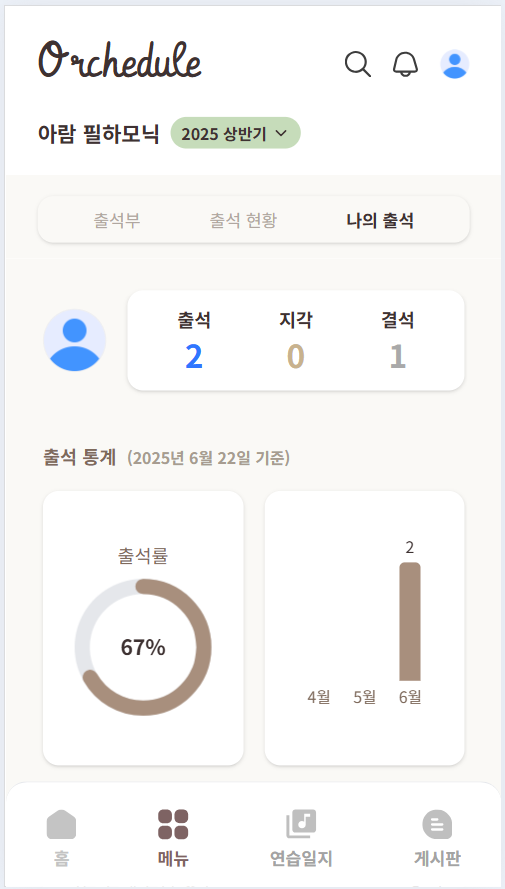 Orchedule
아람 필하모닉 2025 상반기
출석부 출석 현황 나의 출석
출석 지각 결석
2 0 1
출석 통계 (2025년 6월 22일 기준)
출석률
67%
2
4월 5월 6월
홈 메뉴 연습일지 게시판